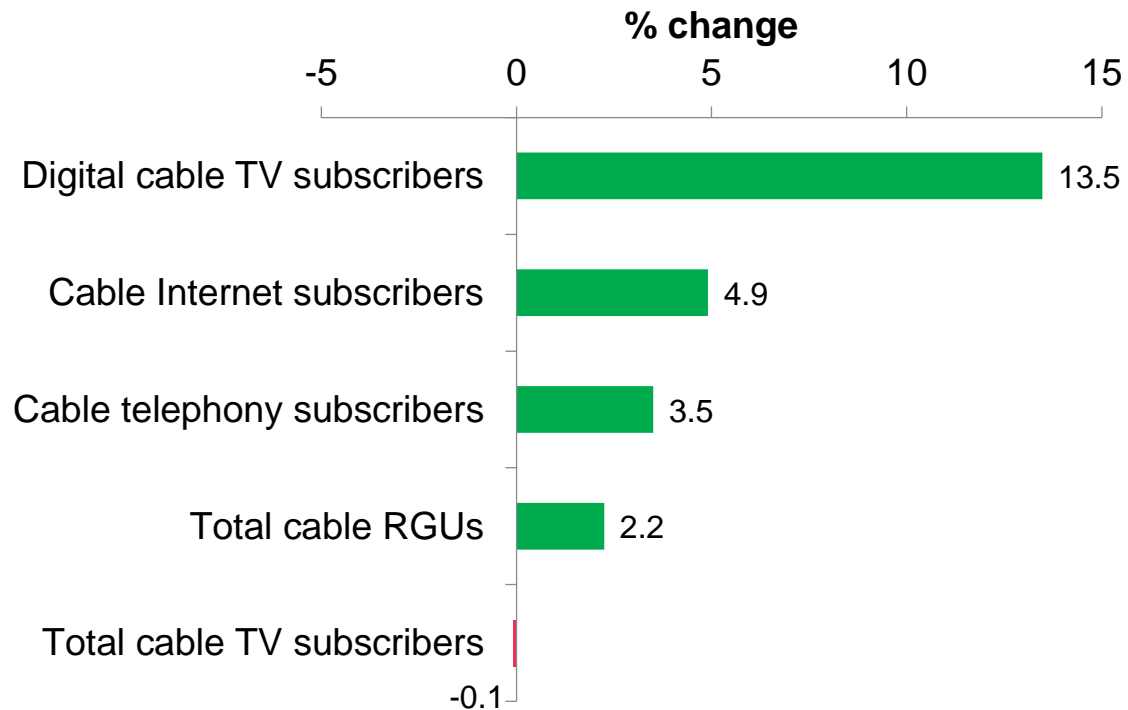 % change
-5 0 5 10 15
Digital cable TV subscribers 13.5
Cable Internet subscribers 4.9
Cable telephony subscribers 3.5
Total cable RGUs 2.2
Total cable TV subscribers
-0.1